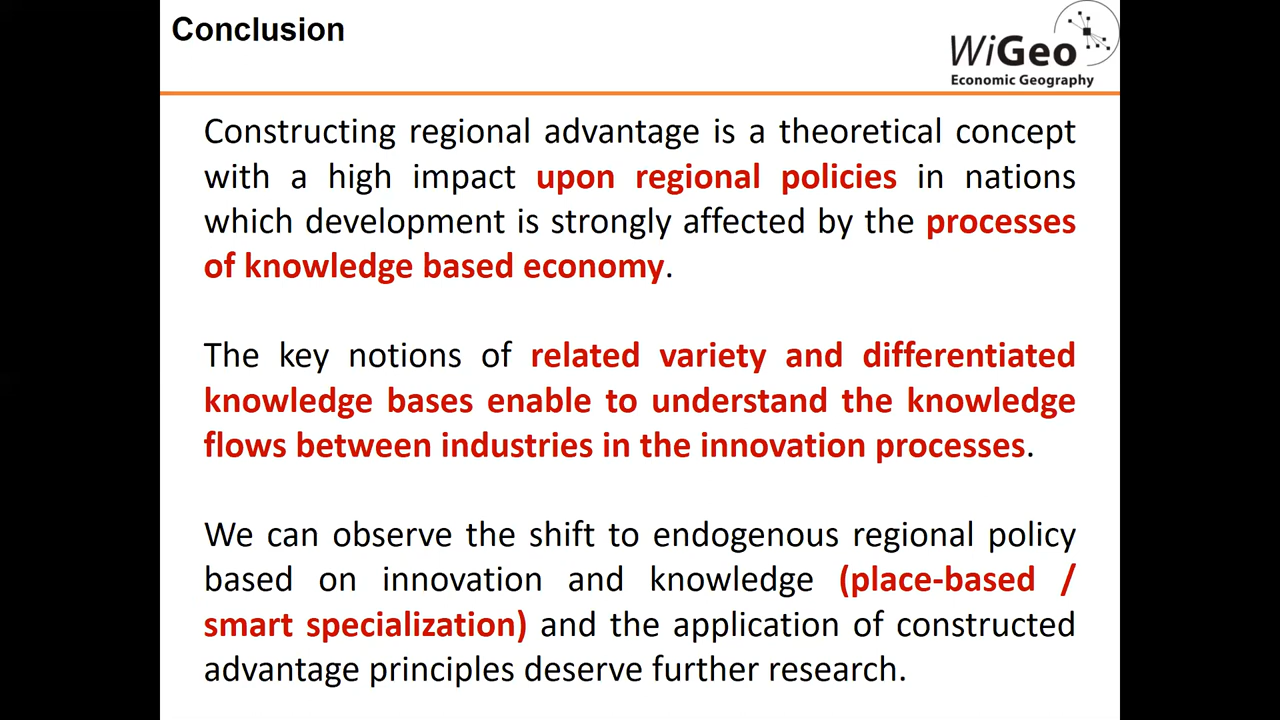 Conclusion
WiGeo
Economic Geography
Constructing regional advantage is a theoretical concept
with a high impact upon regional policies in nations
which development is strongly affected by the processes
of knowledge based economy.
The key notions of related variety and differentiated
knowledge bases enable to understand the knowledge
flows between industries in the innovation processes.
We can observe the shift to endogenous regional policy
based on innovation and knowledge (place-based /
smart specialization) and the application of constructed
advantage principles deserve further research.